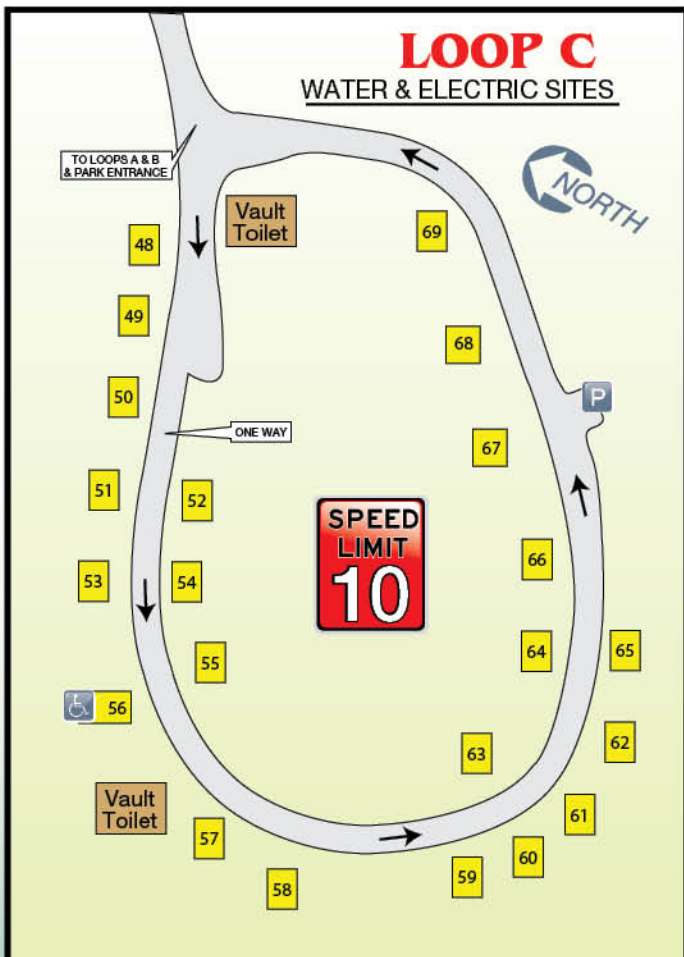 LOOP C
WATER & ELECTRIC SITES
TO LOOPS A & B
& PARK ENTRANCE
NORTH
Vault
Toilet
48
69
49
68
50
P
ONE WAY
67
51
52
SPEED
LIMIT
10
66
53
54
55
64
65
56
62
63
Vault
Toilet
57
61
60
59
58